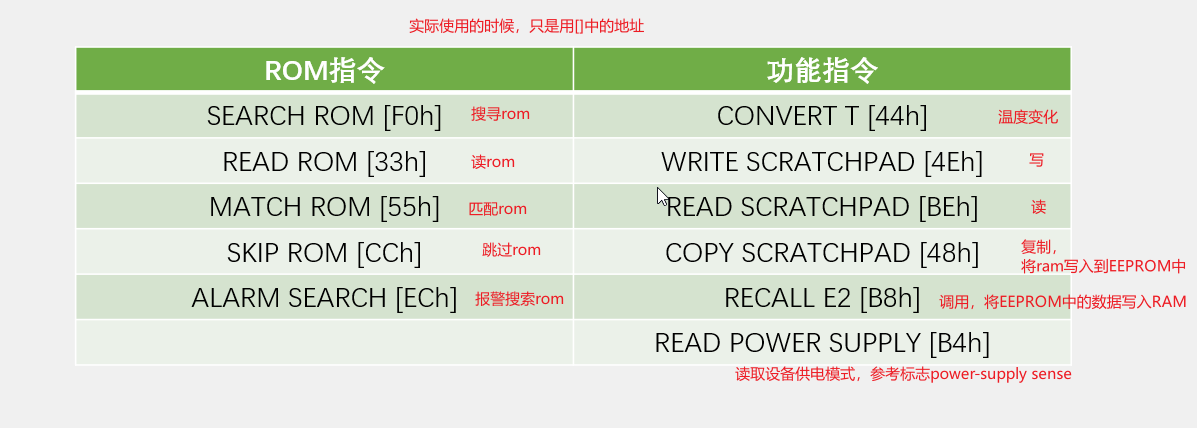 实际使用的时候，只是用[]中的地址
ROM指令
功能指令
SEARCH ROM [F0h]
搜寻rom
CONVERT T [44h]
温度变化
READ ROM [33h]
读rom
WRITE SCRATCHPAD [4Eh]
写
MATCH ROM [55h]
匹配rom
READ SCRATCHPAD [BEh]
读
SKIP ROM [CCh]
跳过rom
COPY SCRATCHPAD [48h]
复制，
将ram写入到EEPROM中
ALARM SEARCH [ECh]
报警搜索rom
RECALL E2 [B8h]
调用，将EEPROM中的数据写入RAM
READ POWER SUPPLY [B4h]
读取设备供电模式，参考标志power-supply sense